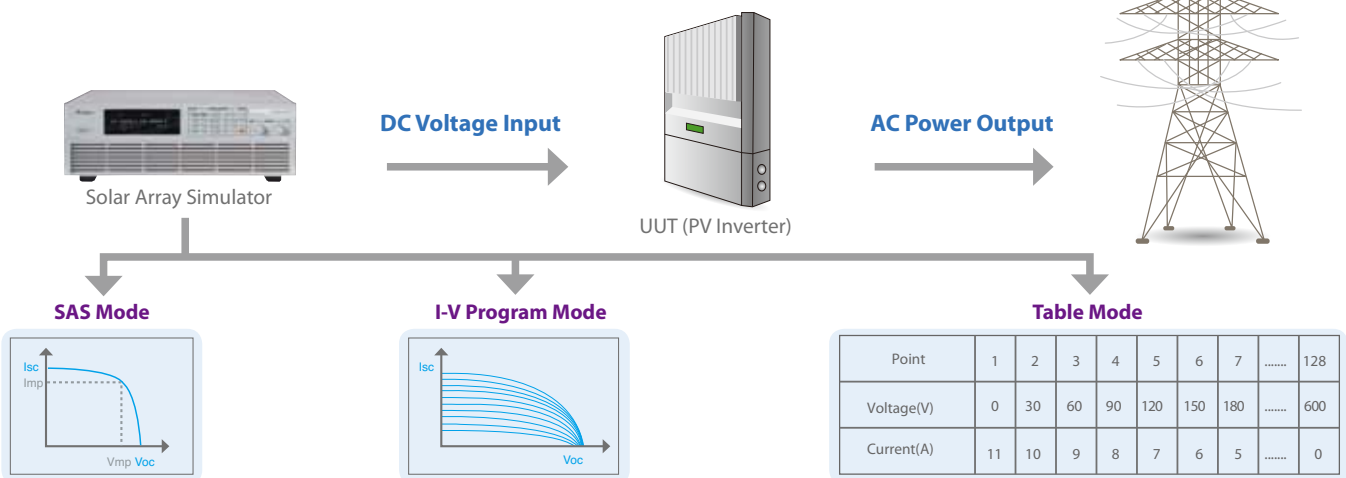 DC Voltage Input
AC Power Output
Solar Array Simulator
UUT (PV Inverter)
SAS Mode
Isc
Imp
Vmp Voc
I-V Program Mode
Isc
Voc
Table Mode
Point 1 2 3 4 5 6 7 ....... 128
Voltage(V) 0 30 60 90 120 150 180 ....... 600
Current(A) 11 10 9 8 7 6 5 ....... 0